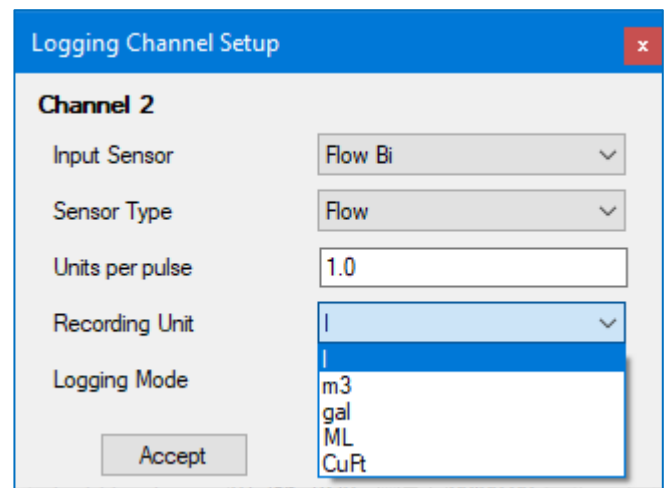 Logging Channel Setup
x
Channel 2
Input Sensor
Flow Bi
Sensor Type
Flow
Units per pulse
1.0
Recording Unit
l
l
Logging Mode
m3
gal
ML
Accept
CuFt